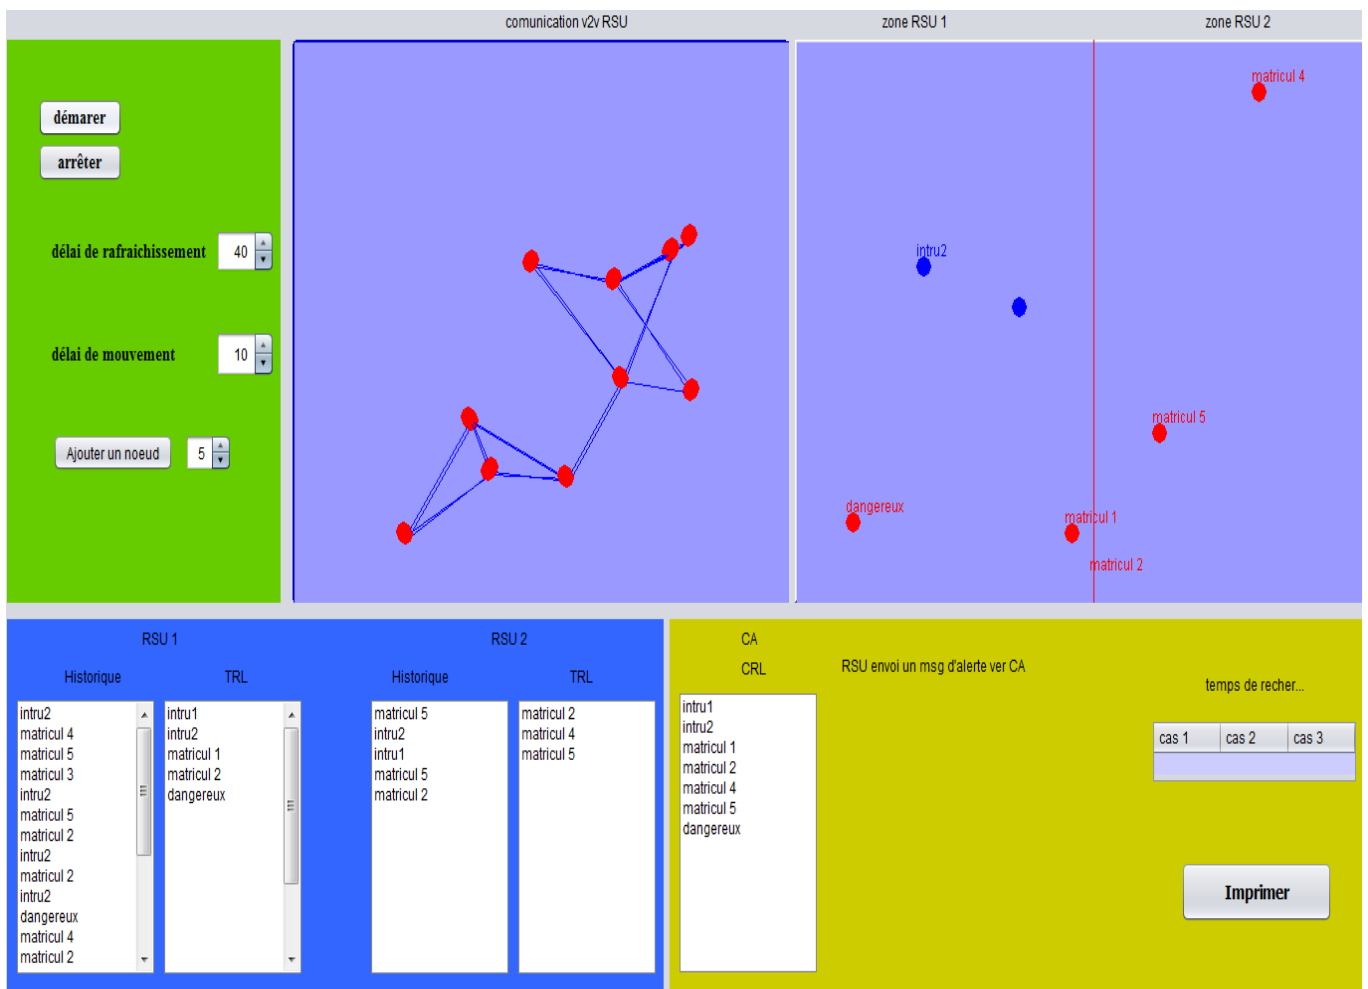 comunication v2v RSU
zone RSU 1
zone RSU 2
démarer
arrêter
délai de rafraichissement
40
délai de mouvement
10
Ajouter un noeud
5
matricul 4
intru2
matricul 5
dangereux
matricul 1
matricul 2
RSU 1
Historique
TRL
intru2
matricul 4
matricul 5
matricul 3
intru2
matricul 5
matricul 2
intru2
matricul 2
intru2
dangereux
matricul 4
matricul 2
intru1
intru2
matricul 1
matricul 2
dangereux
RSU 2
Historique
TRL
matricul 5
intru2
intru1
matricul 5
matricul 2
matricul 2
matricul 4
matricul 5
CA
CRL
intru1
intru2
matricul 1
matricul 2
matricul 4
matricul 5
dangereux
RSU envoi un msg d'alerte ver CA
temps de recher...
cas 1 cas 2 cas 3
Imprimer